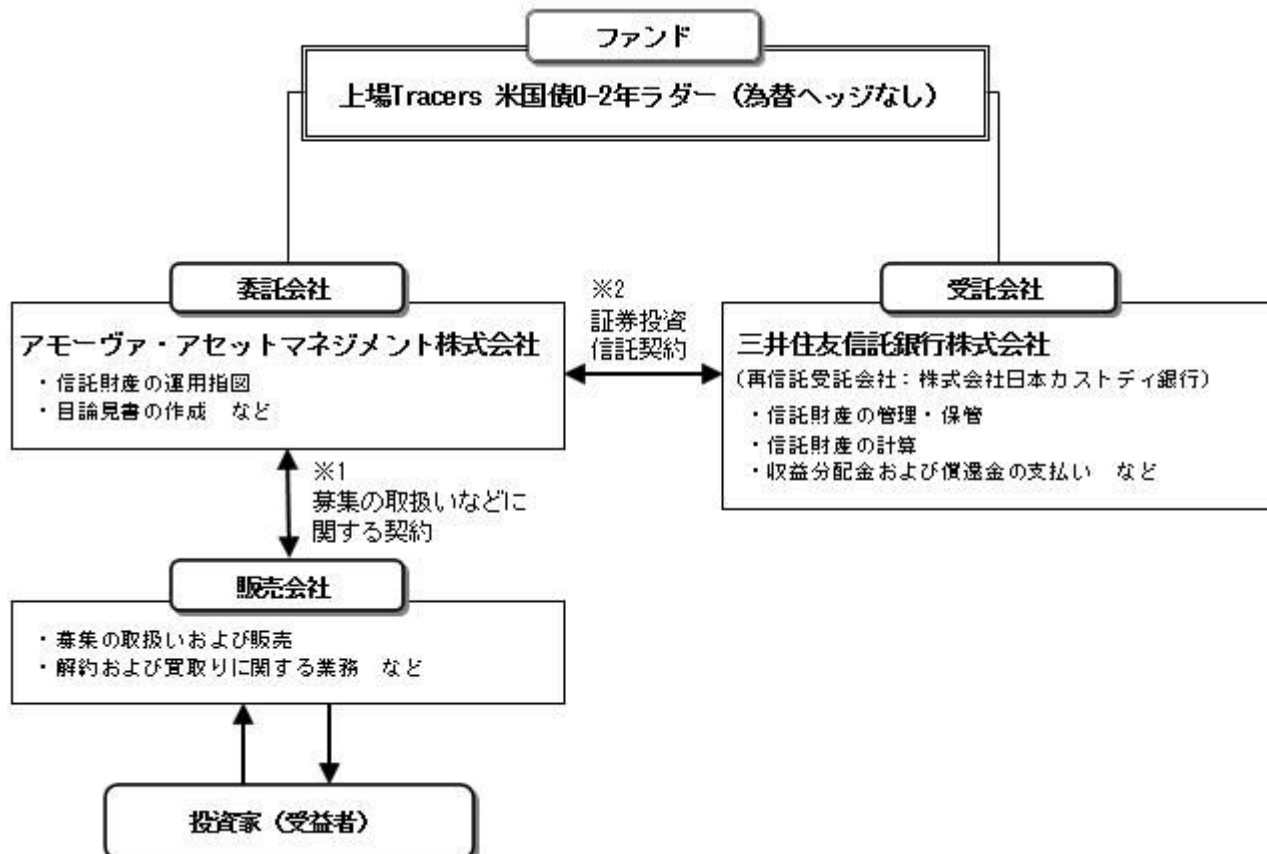 ファンド
上場Tracers 米国債0-2年ラダー（為替ヘッジなし）
委託会社
アモーヴァ・アセットマネジメント株式会社
・信託財産の運用指図
・目論見書の作成　など
※2
証券投資
信託契約
受託会社
三井住友信託銀行株式会社
（再信託受託会社：株式会社日本カストディ銀行）
・信託財産の管理・保管
・信託財産の計算
・収益分配金および償還金の支払い　など
※1
募集の取扱いなどに
関する契約
販売会社
・募集の取扱いおよび販売
・解約および買取りに関する業務　など
投資家（受益者）